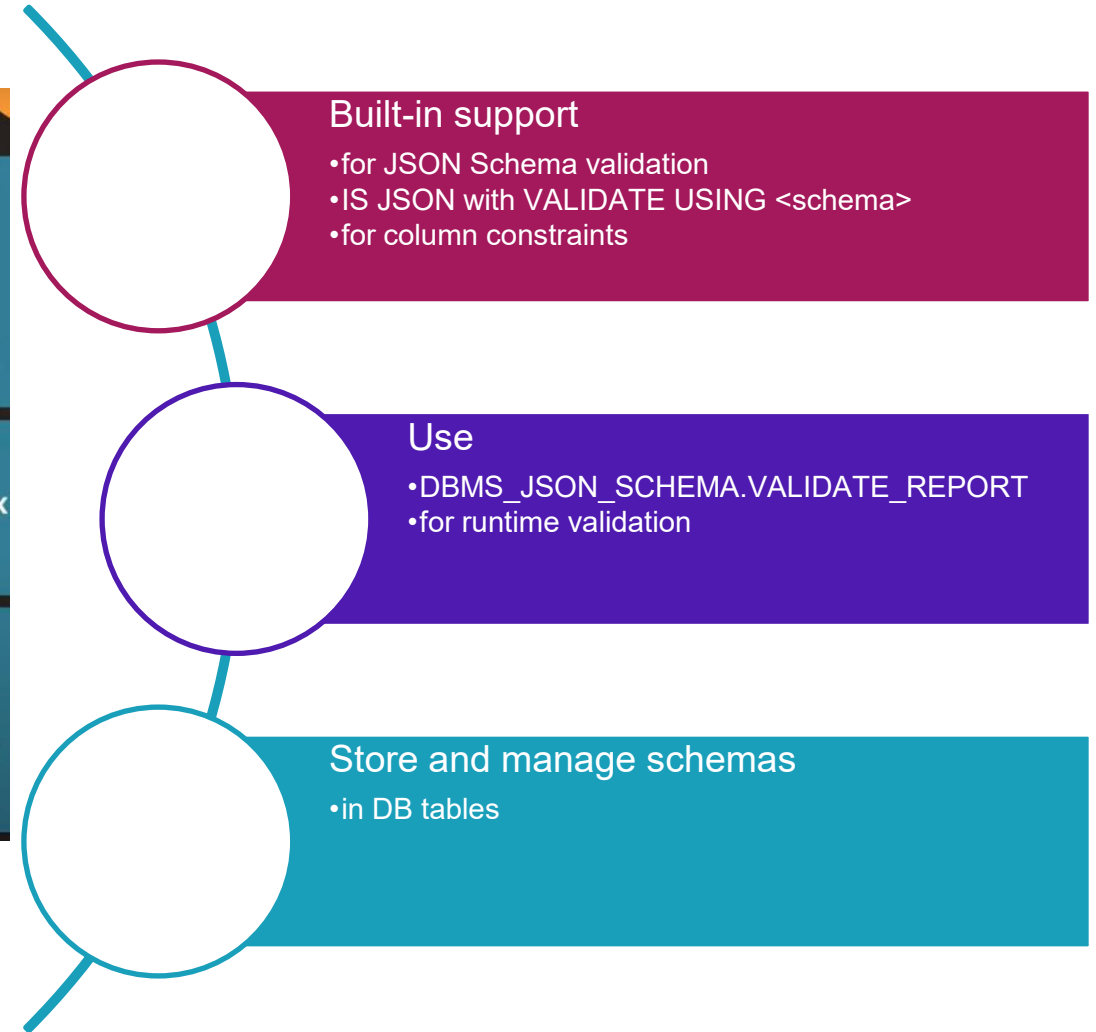 Built-in support
•for JSON Schema validation
•IS JSON with VALIDATE USING <schema>
•for column constraints
Use
•DBMS_JSON_SCHEMA.VALIDATE_REPORT
•for runtime validation
Store and manage schemas
•in DB tables